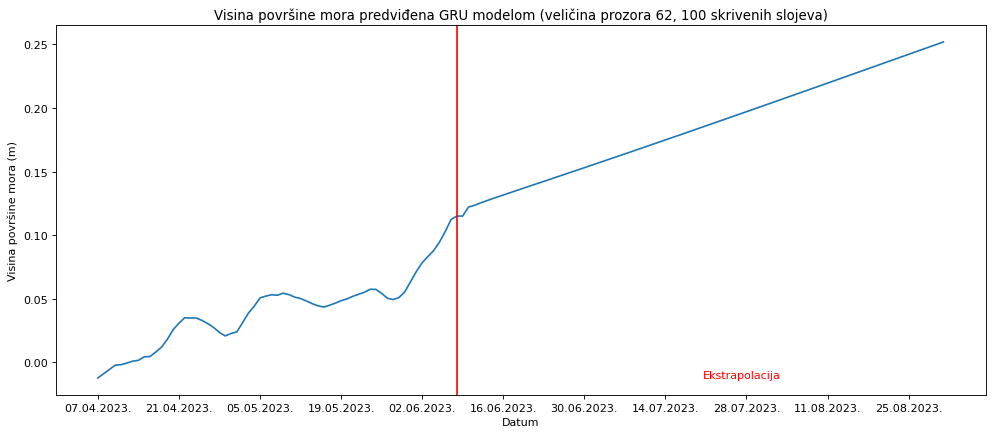 Visina površine mora predviđena GRU modelom (veličina prozora 62, 100 skrivenih slojeva)
Visina površine mora (m)
0.25
0.20
0.15
0.10
0.05
0.00
Ekstrapolacija
07.04.2023. 21.04.2023. 05.05.2023. 19.05.2023. 02.06.2023. 16.06.2023. 30.06.2023. 14.07.2023. 28.07.2023. 11.08.2023. 25.08.2023.
Datum